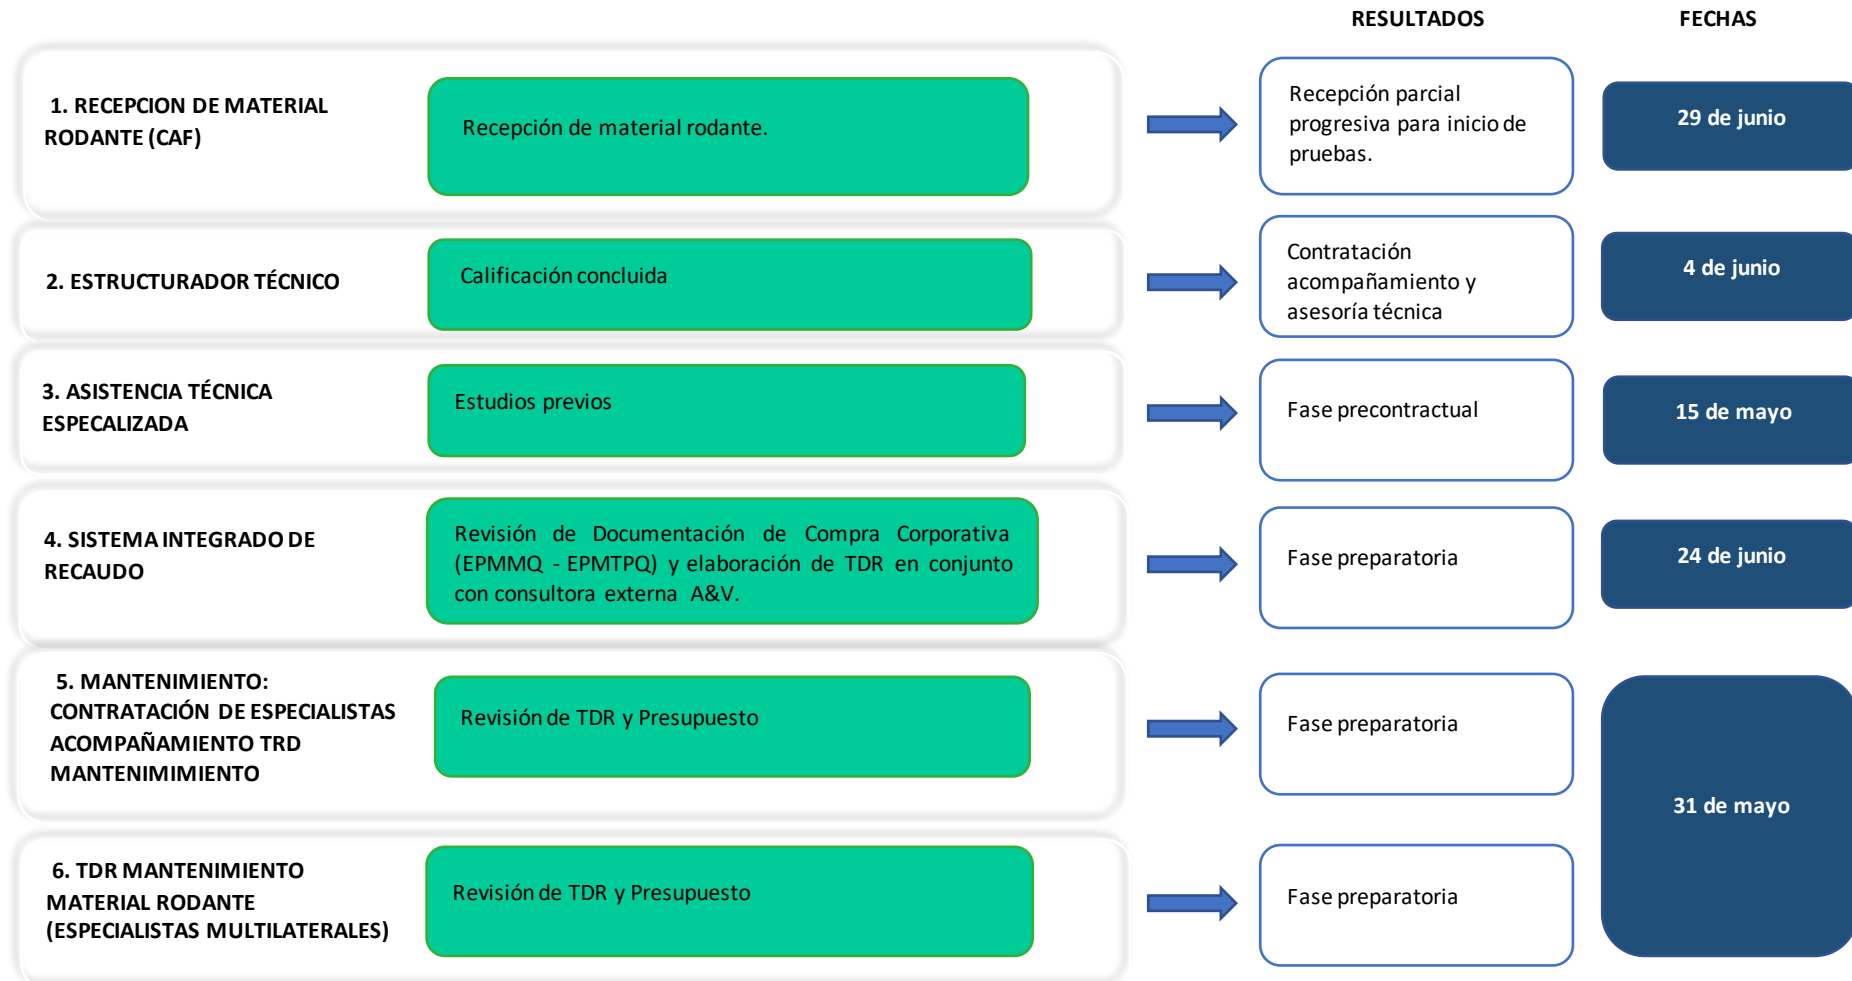 RESULTADOS
FECHAS
1. RECEPCION DE MATERIAL
RODANTE (CAF)
Recepción de material rodante.
Recepción parcial
progresiva para inicio de
pruebas.
29 de junio
2. ESTRUCTURADOR TÉCNICO
Calificación concluida
Contratación
acompañamiento y
asesoría técnica
4 de junio
3. ASISTENCIA TÉCNICA
ESPECALIZADA
Estudios previos
Fase precontractual
15 de mayo
4. SISTEMA INTEGRADO DE
RECAUDO
Revisión de Documentación de Compra Corporativa
(EPMMQ - EPMTPQ) y elaboración de TDR en conjunto
con consultora externa A&V.
Fase preparatoria
24 de junio
5. MANTENIMIENTO:
CONTRATACIÓN DE ESPECIALISTAS
ACOMPAÑAMIENTO TRD
MANTENIMIMIENTO
Revisión de TDR y Presupuesto
Fase preparatoria
31 de mayo
6. TDR MANTENIMIENTO
MATERIAL RODANTE
(ESPECIALISTAS MULTILATERALES)
Revisión de TDR y Presupuesto
Fase preparatoria